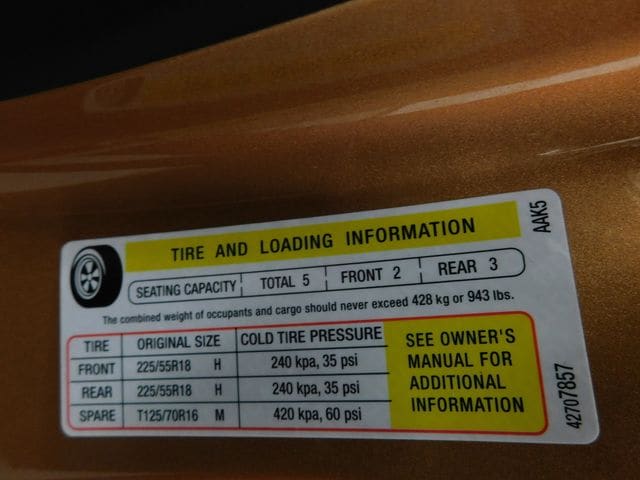 TIRE AND LOADING INFORMATION
AAK5
SEATING CAPACITY TOTAL 5 FRONT 2 REAR 3
The combined weight of occupants and cargo should never exceed 428 kg or 943 lbs.
TIRE ORIGINAL SIZE COLD TIRE PRESSURE
FRONT 225/55R18 H 240 kpa, 35 psi
REAR 225/55R18 H 240 kpa, 35 psi
SPARE T125/70R16 M 420 kpa, 60 psi
SEE OWNER'S
MANUAL FOR
ADDITIONAL
INFORMATION
42707857